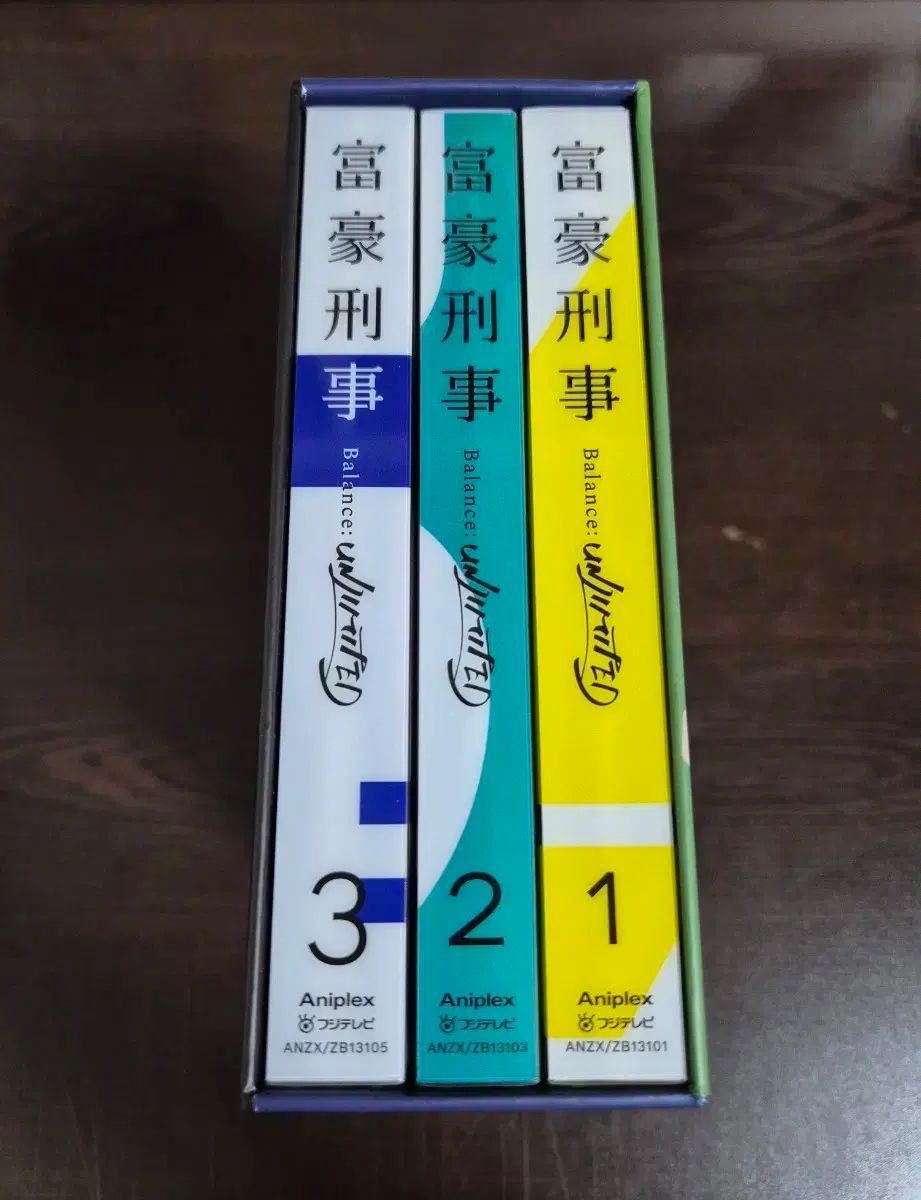 富豪刑事 Balance: UNLIMITED
3
Aniplex
フジテレビ
ANZX/ZB13105
富豪刑事 Balance: UNLIMITED
2
Aniplex
フジテレビ
ANZX/ZB13103
富豪刑事 Balance: UNLIMITED
1
Aniplex
フジテレビ
ANZX/ZB13101